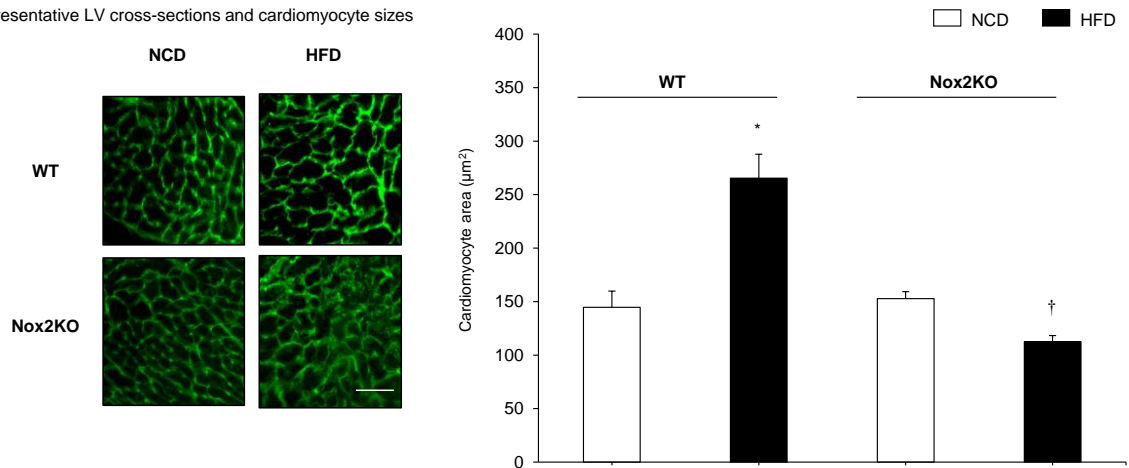 resentative LV cross-sections and cardiomyocyte sizes
NCD HFD
WT
Nox2KO
NCD HFD
Cardiomyocyte area (µm²)
400
350
300
250
200
150
100
50
0
WT Nox2KO
*
†